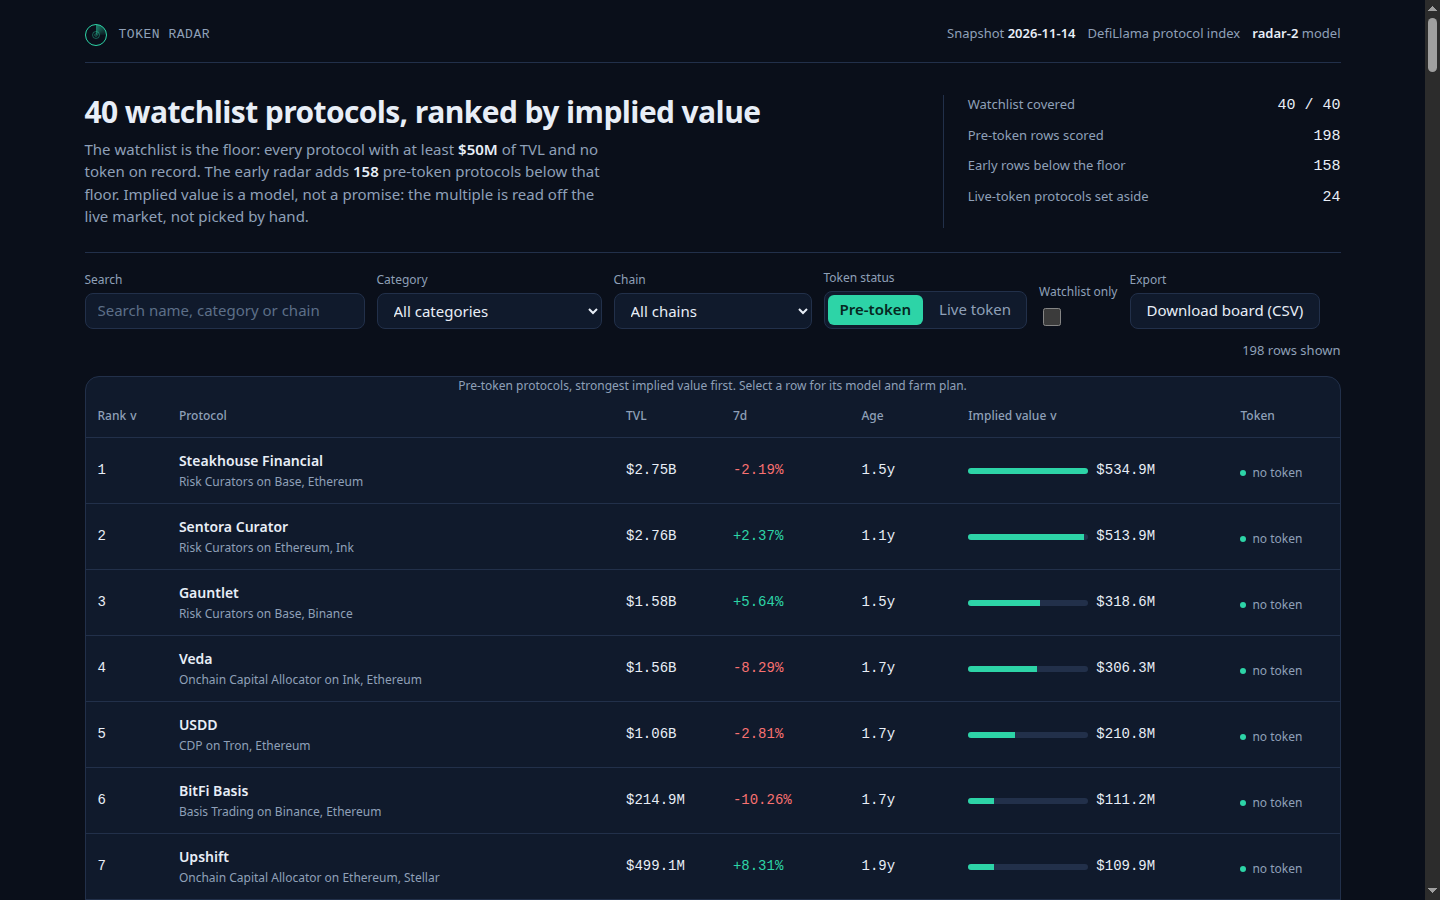 TOKEN RADAR
Snapshot 2026-11-14 DefiLlama protocol index radar-2 model
40 watchlist protocols, ranked by implied value
The watchlist is the floor: every protocol with at least $50M of TVL and no
token on record. The early radar adds 158 pre-token protocols below that
floor. Implied value is a model, not a promise: the multiple is read off the
live market, not picked by hand.
Watchlist covered 40 / 40
Pre-token rows scored 198
Early rows below the floor 158
Live-token protocols set aside 24
Search Category Chain Token status Watchlist only Export
Search name, category or chain All categories All chains Pre-token Live token Download board (CSV)
198 rows shown
Pre-token protocols, strongest implied value first. Select a row for its model and farm plan.
Rank v Protocol TVL 7d Age Implied value v Token
1 Steakhouse Financial $2.75B -2.19% 1.5y $534.9M no token
Risk Curators on Base, Ethereum
2 Sentora Curator $2.76B +2.37% 1.1y $513.9M no token
Risk Curators on Ethereum, Ink
3 Gauntlet $1.58B +5.64% 1.5y $318.6M no token
Risk Curators on Base, Binance
4 Veda $1.56B -8.29% 1.7y $306.3M no token
Onchain Capital Allocator on Ink, Ethereum
5 USDD $1.06B -2.81% 1.7y $210.8M no token
CDP on Tron, Ethereum
6 BitFi Basis $214.9M -10.26% 1.7y $111.2M no token
Basis Trading on Binance, Ethereum
7 Upshift $499.1M +8.31% 1.9y $109.9M no token
Onchain Capital Allocator on Ethereum, Stellar